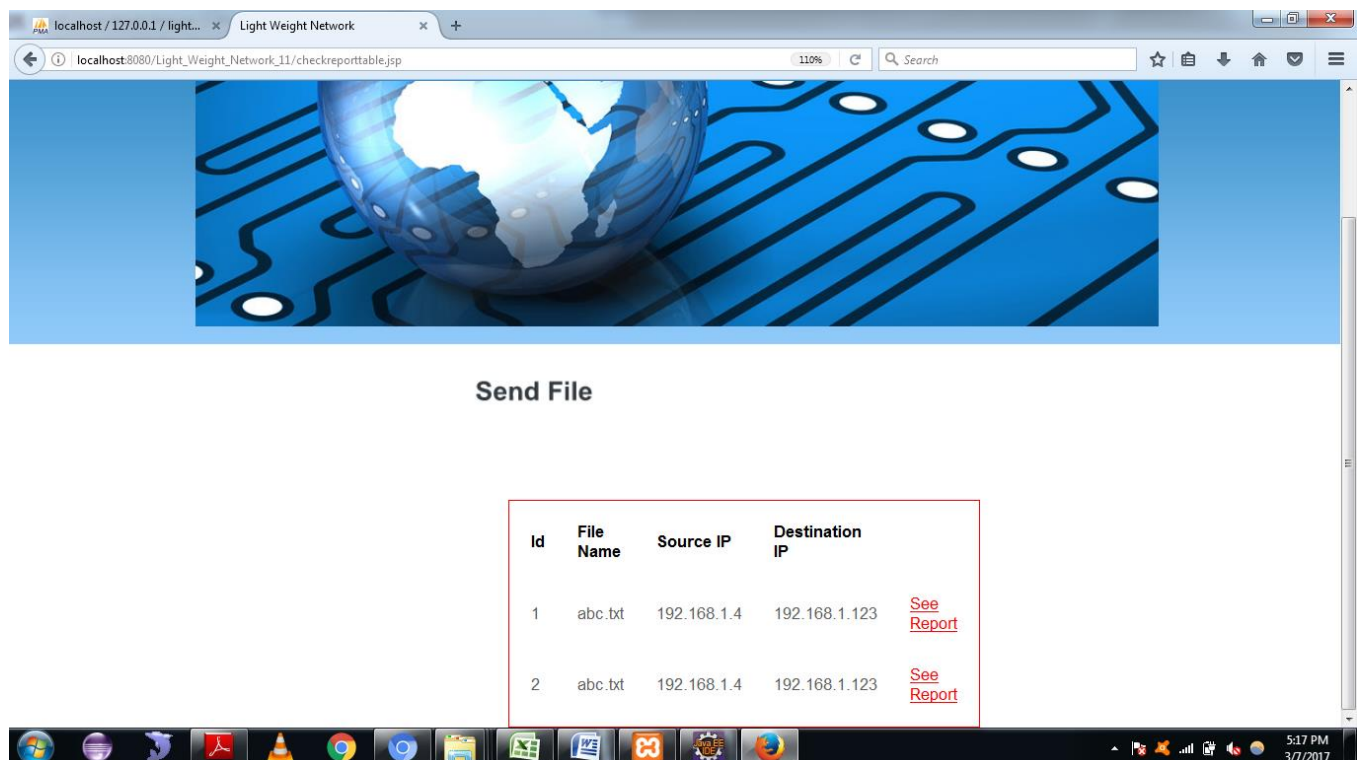 localhost / 127.0.0.1 / light... × Light Weight Network × +
localhost:8080/Light_Weight_Network_11/checkreporttable.jsp 110% Search
Send File
Id File Name Source IP Destination IP
1 abc.txt 192.168.1.4 192.168.1.123 See Report
2 abc.txt 192.168.1.4 192.168.1.123 See Report
5:17 PM
3/7/2017